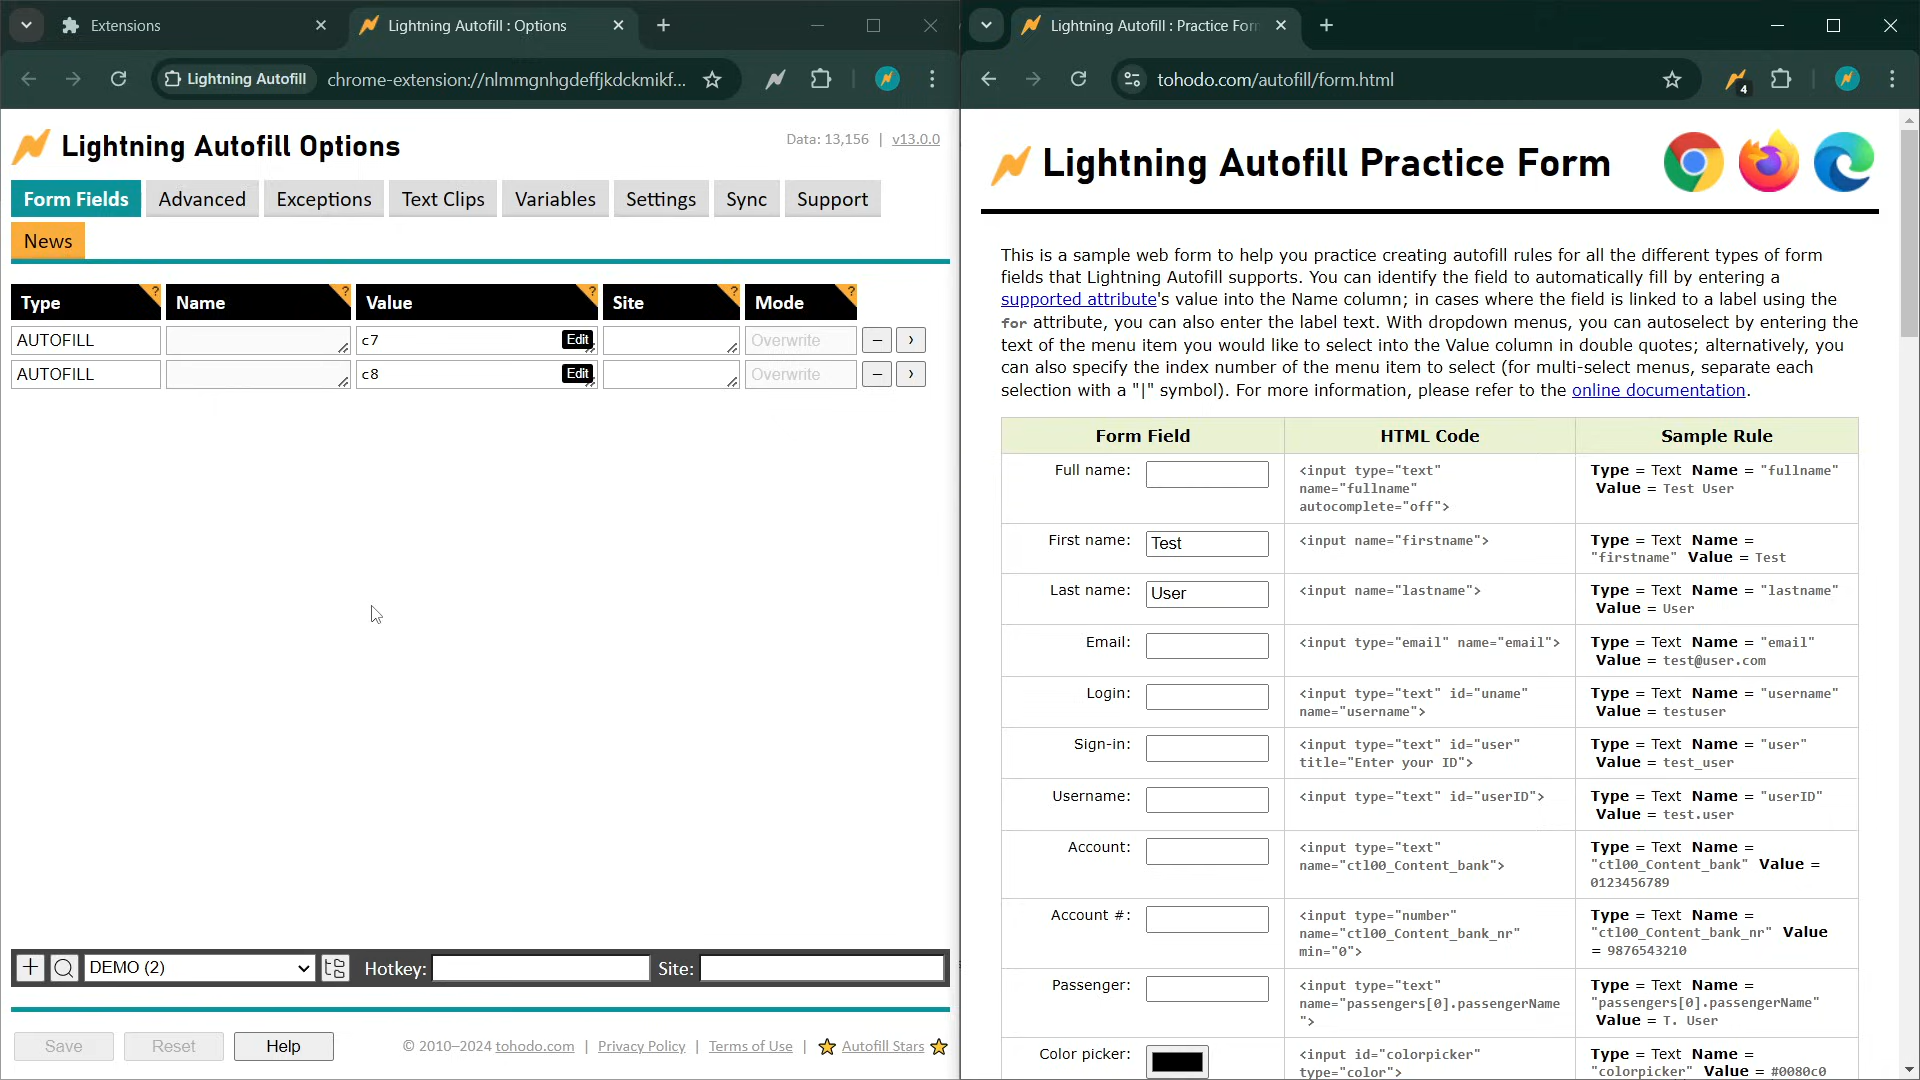 Extensions
Lightning Autofill : Options
Lightning Autofill : Practice For
Lightning Autofill
chrome-extension://nlmmgnhgdeffjkdckmikf...
tohodo.com/autofill/form.html
4
Lightning Autofill Options
Data: 13,156 | v13.0.0
Form Fields
Advanced
Exceptions
Text Clips
Variables
Settings
Sync
Support
News
Type ?
Name ?
Value ?
Site ?
Mode ?
AUTOFILL c7 Edit Overwrite − ›
AUTOFILL c8 Edit Overwrite − ›
+ DEMO (2) Hotkey: Site:
Save Reset Help
© 2010–2024 tohodo.com | Privacy Policy | Terms of Use | Autofill Stars
Lightning Autofill Practice Form
This is a sample web form to help you practice creating autofill rules for all the different types of form
fields that Lightning Autofill supports. You can identify the field to automatically fill by entering a
supported attribute's value into the Name column; in cases where the field is linked to a label using the
for attribute, you can also enter the label text. With dropdown menus, you can autoselect by entering the
text of the menu item you would like to select into the Value column in double quotes; alternatively, you
can also specify the index number of the menu item to select (for multi-select menus, separate each
selection with a "|" symbol). For more information, please refer to the online documentation.
Form Field HTML Code Sample Rule
Full name:
<input type="text"
name="fullname"
autocomplete="off">
Type = Text Name = "fullname"
Value = Test User
First name: Test
<input name="firstname">
Type = Text Name =
"firstname" Value = Test
Last name: User
<input name="lastname">
Type = Text Name = "lastname"
Value = User
Email:
<input type="email" name="email">
Type = Text Name = "email"
Value = test@user.com
Login:
<input type="text" id="uname"
name="username">
Type = Text Name = "username"
Value = testuser
Sign-in:
<input type="text" id="user"
title="Enter your ID">
Type = Text Name = "user"
Value = test_user
Username:
<input type="text" id="userID">
Type = Text Name = "userID"
Value = test.user
Account:
<input type="text"
name="ctl00_Content_bank">
Type = Text Name =
"ctl00_Content_bank" Value =
0123456789
Account #:
<input type="number"
name="ctl00_Content_bank_nr"
min="0">
Type = Text Name =
"ctl00_Content_bank_nr" Value
= 9876543210
Passenger:
<input type="text"
name="passengers[0].passengerName
">
Type = Text Name =
"passengers[0].passengerName"
Value = T. User
Color picker:
<input id="colorpicker"
type="color">
Type = Text Name =
"colorpicker" Value = #0080c0